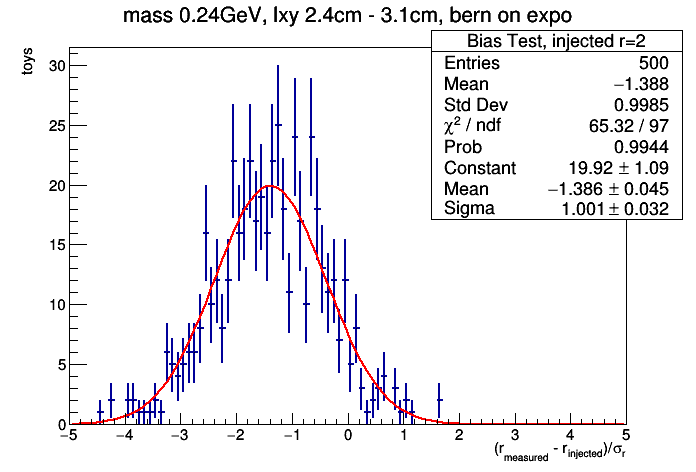 mass 0.24GeV, lxy 2.4cm - 3.1cm, bern on expo
Bias Test, injected r=2
Entries 500
Mean −1.388
Std Dev 0.9985
χ² / ndf 65.32 / 97
Prob 0.9944
Constant 19.92 ± 1.09
Mean −1.386 ± 0.045
Sigma 1.001 ± 0.032
toys
30
25
20
15
10
5
0
−5 −4 −3 −2 −1 0 1 2 3 4 5
(r_measured - r_injected)/σ_r